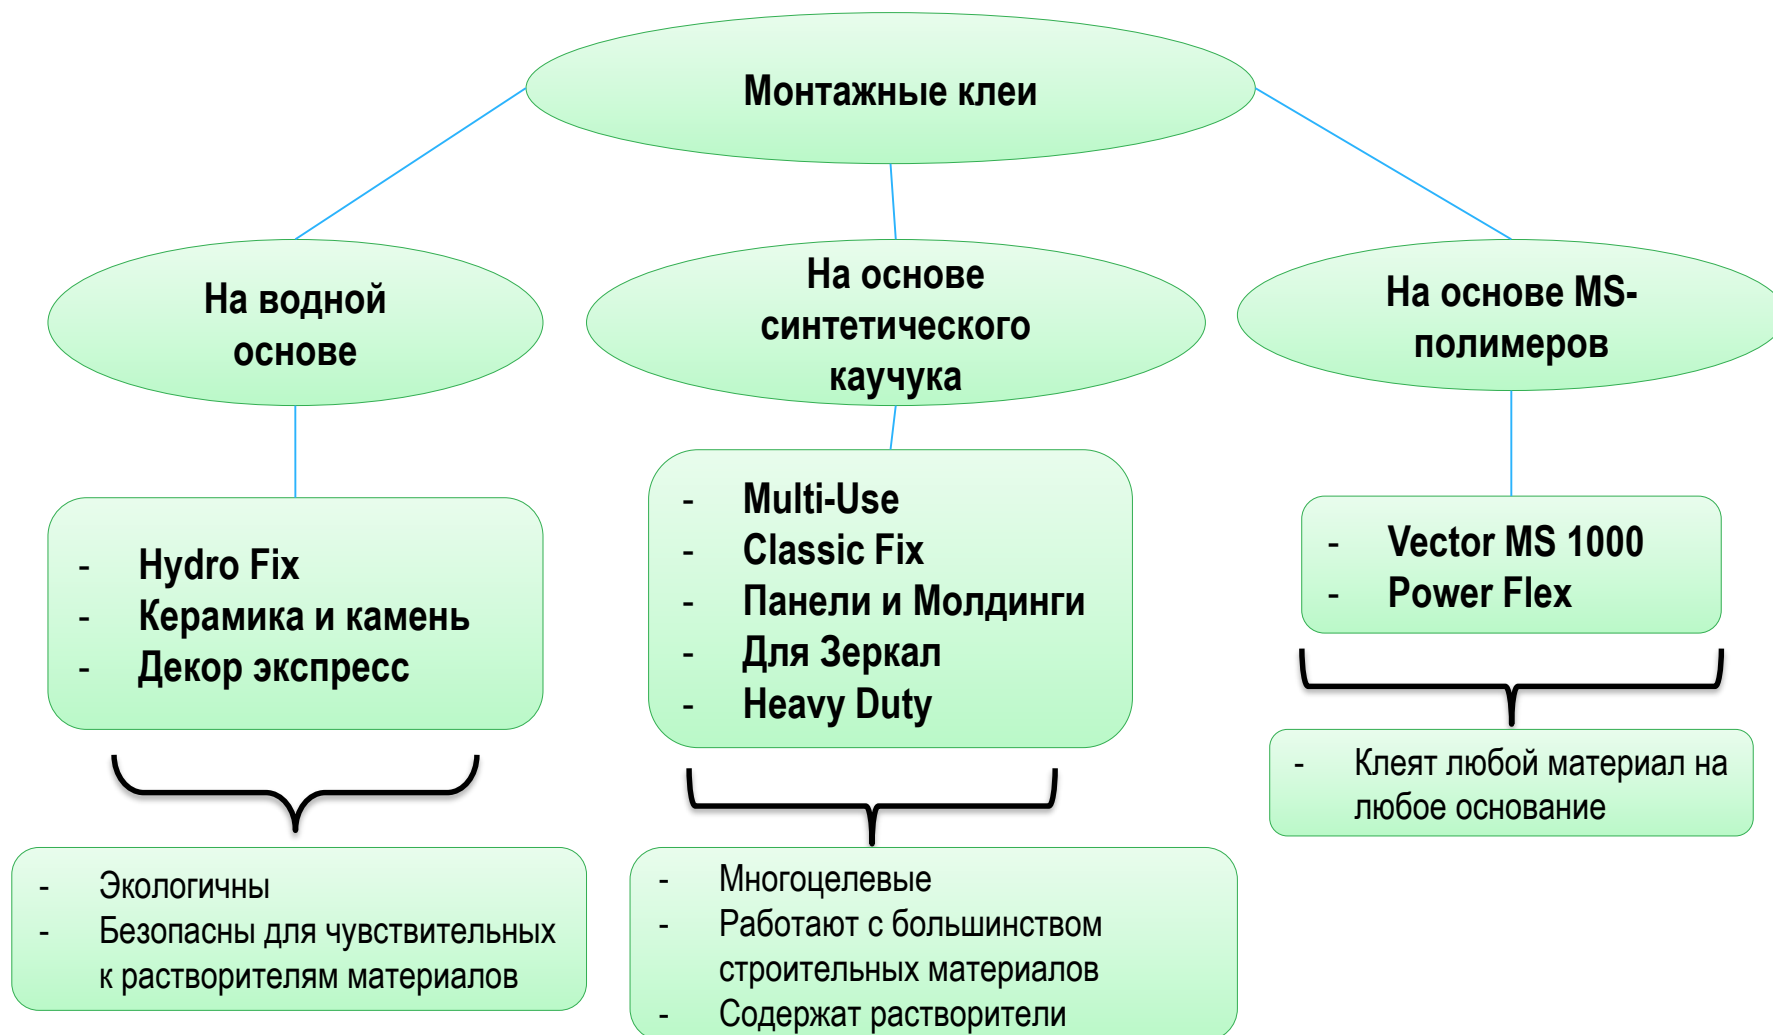 Монтажные клеи
На водной
основе
На основе
синтетического
каучука
На основе MS-
полимеров
- Hydro Fix
- Керамика и камень
- Декор экспресс
- Multi-Use
- Classic Fix
- Панели и Молдинги
- Для Зеркал
- Heavy Duty
- Vector MS 1000
- Power Flex
- Экологичны
- Безопасны для чувствительных
к растворителям материалов
- Многоцелевые
- Работают с большинством
строительных материалов
- Содержат растворители
- Клеят любой материал на
любое основание